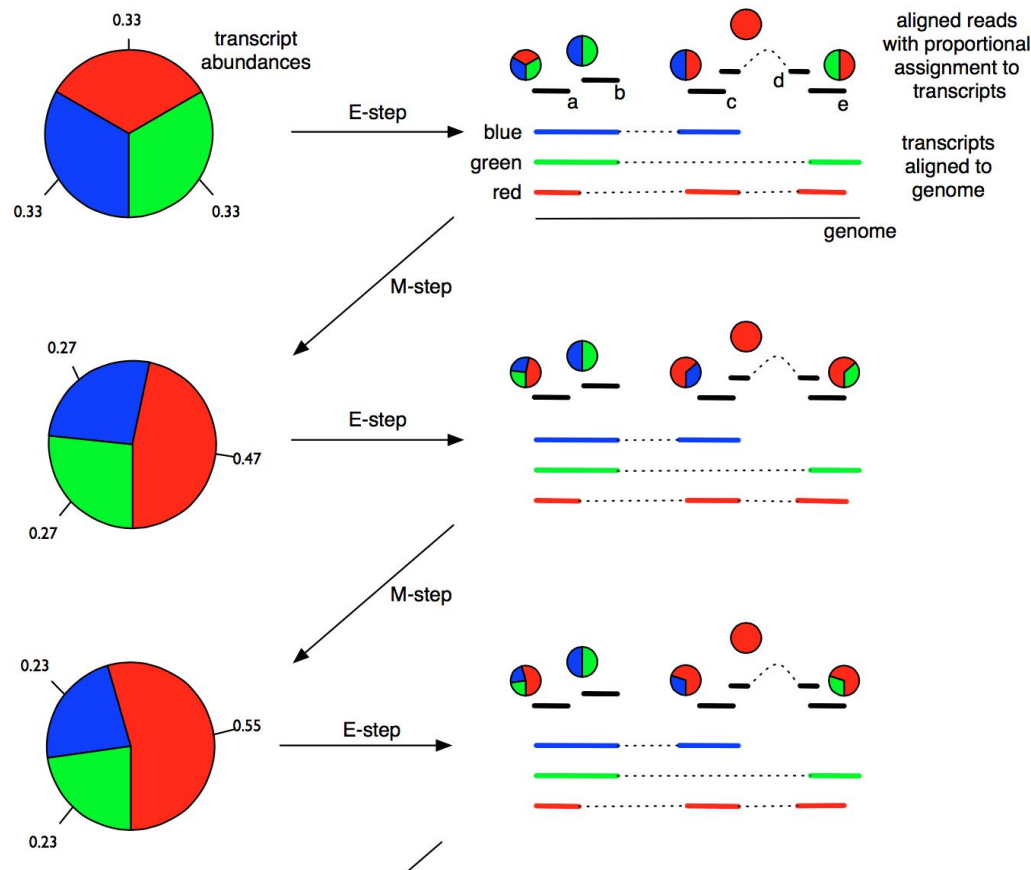 0.33
transcript
abundances
0.33
0.33
E-step
a
b
c
d
e
aligned reads
with proportional
assignment to
transcripts
blue
green
red
transcripts
aligned to
genome
genome
M-step
0.27
0.47
0.27
E-step
M-step
0.23
0.55
0.23
E-step